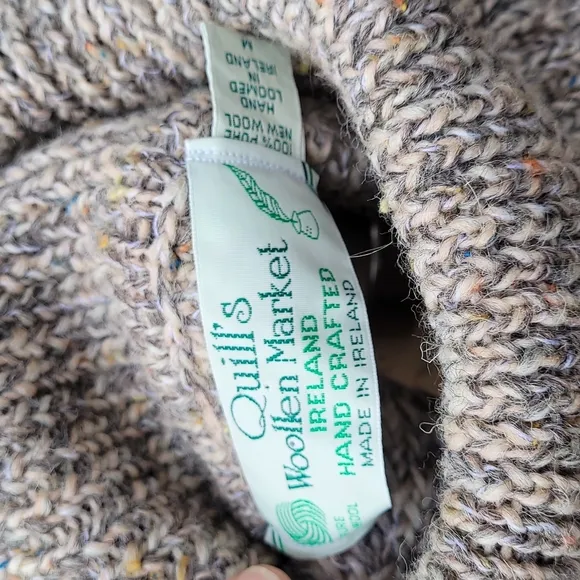 Quill's
Woollen Market
IRELAND
HAND CRAFTED
MADE IN IRELAND
100% PURE
NEW WOOL
HAND
LOOMED
IN
IRELAND
M